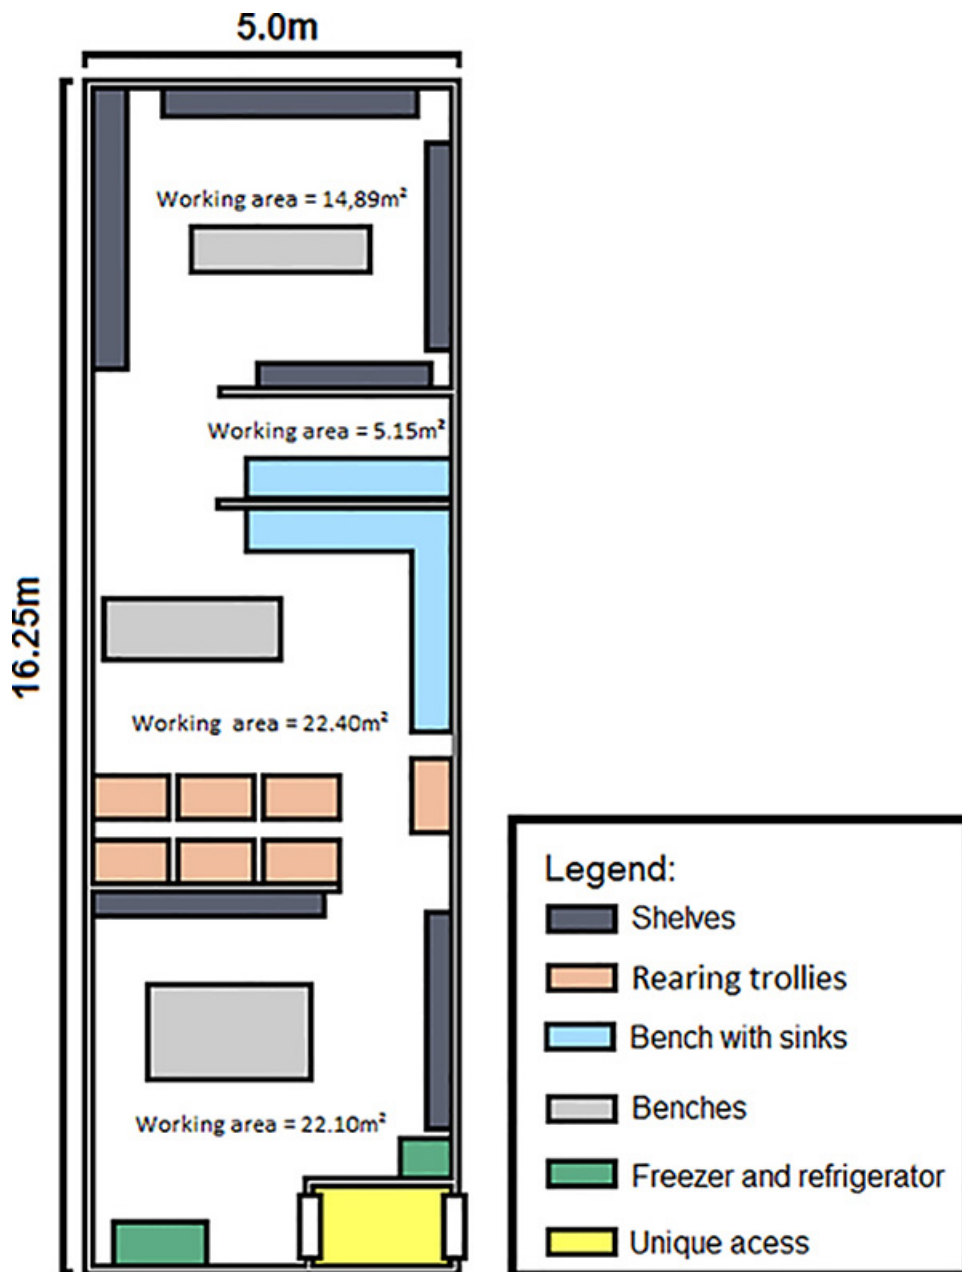 5.0m
Working area = 14,89m²
Working area = 5.15m²
16.25m
Working area = 22.40m²
Working area = 22.10m²
Legend:
Shelves
Rearing trollies
Bench with sinks
Benches
Freezer and refrigerator
Unique acess